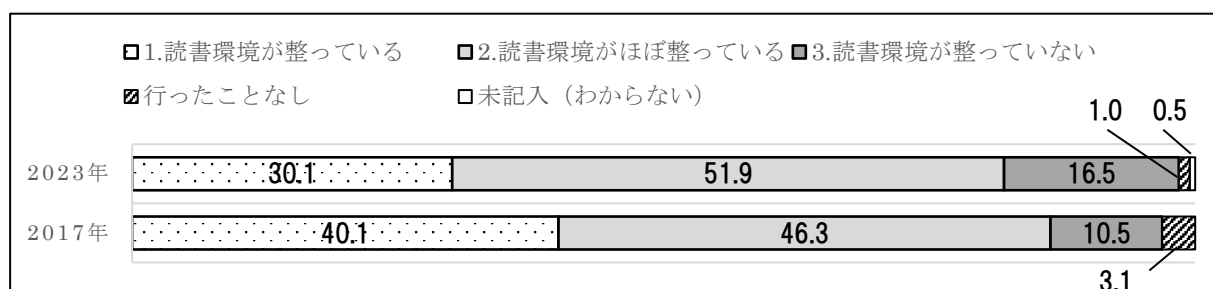 1.読書環境が整っている 2.読書環境がほぼ整っている 3.読書環境が整っていない
行ったことなし 未記入（わからない）
1.0 0.5
2023年 30.1 51.9 16.5
2017年 40.1 46.3 10.5
3.1